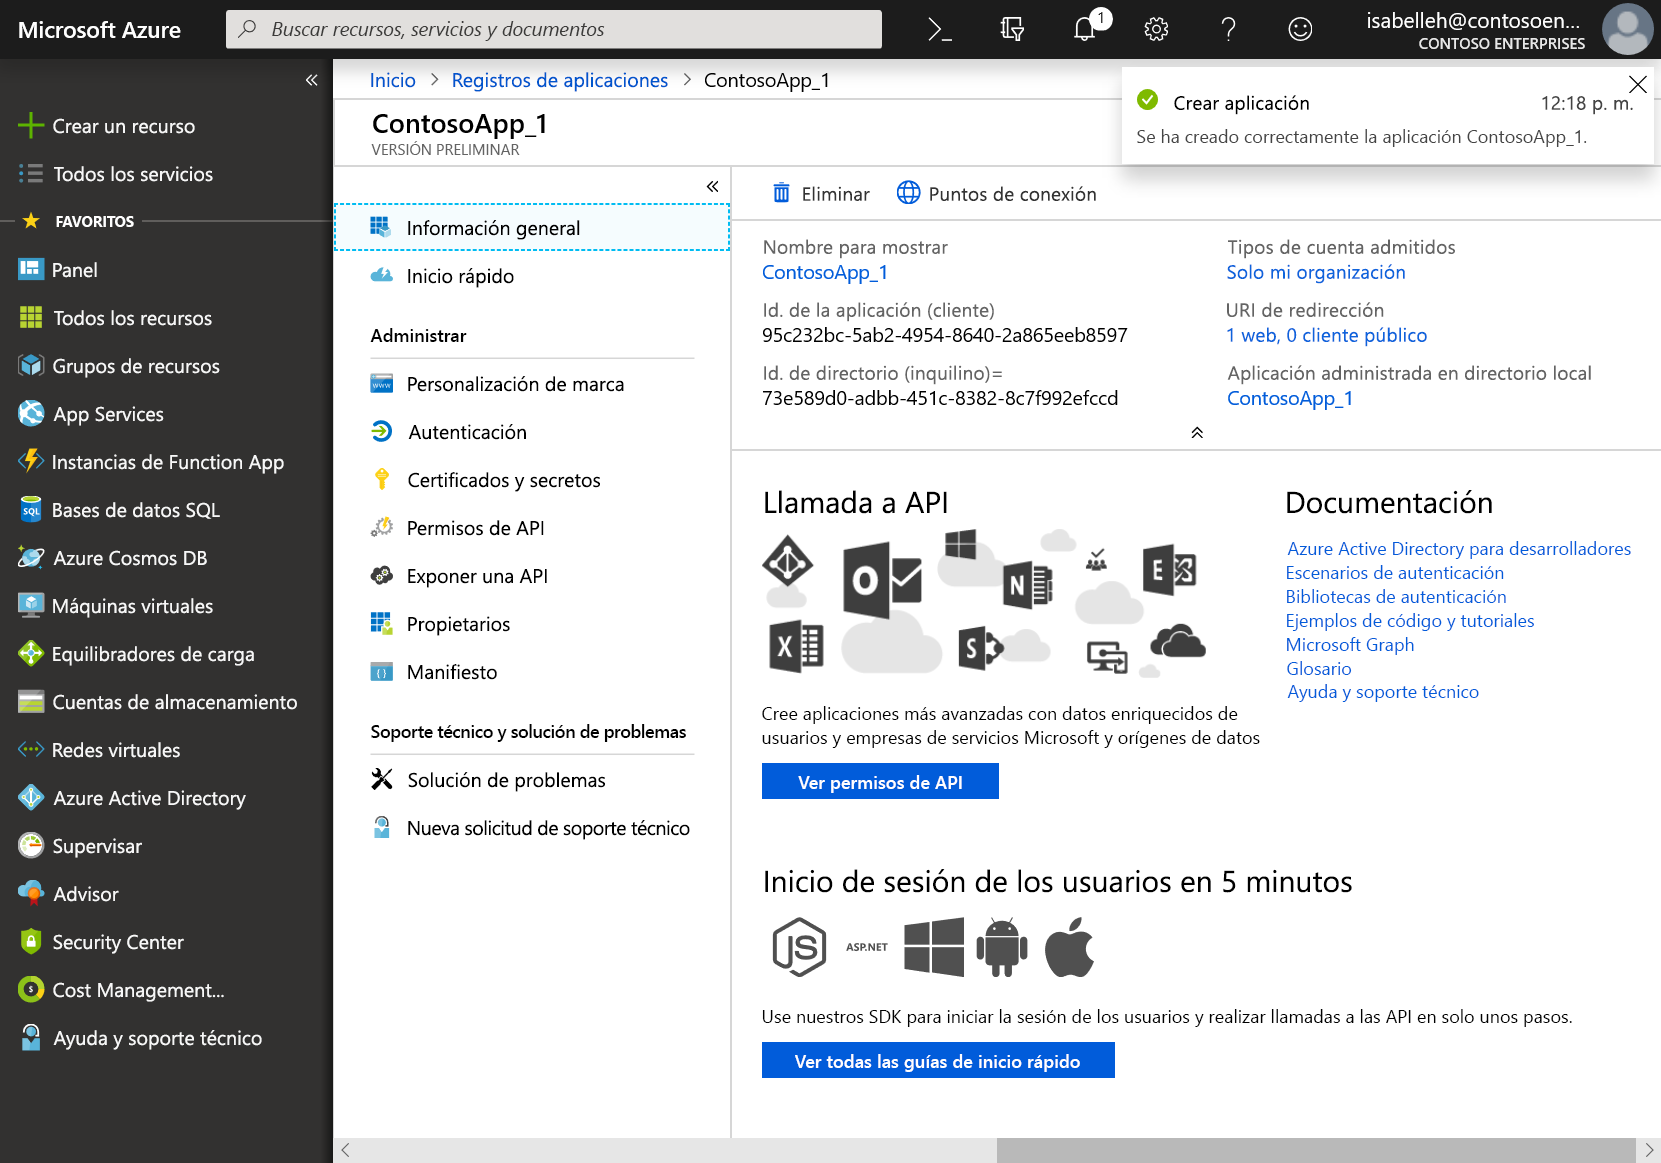 Microsoft Azure
Buscar recursos, servicios y documentos
1
isabelleh@contosoen...
CONTOSO ENTERPRISES
Crear un recurso
Todos los servicios
FAVORITOS
Panel
Todos los recursos
Grupos de recursos
App Services
Instancias de Function App
SQL
Bases de datos SQL
Azure Cosmos DB
Máquinas virtuales
Equilibradores de carga
Cuentas de almacenamiento
Redes virtuales
Azure Active Directory
Supervisar
Advisor
Security Center
Cost Management...
Ayuda y soporte técnico
Inicio > Registros de aplicaciones > ContosoApp_1
ContosoApp_1
VERSIÓN PRELIMINAR
Crear aplicación 12:18 p. m.
Se ha creado correctamente la aplicación ContosoApp_1.
Información general
Inicio rápido
Administrar
www
Personalización de marca
Autenticación
Certificados y secretos
Permisos de API
Exponer una API
Propietarios
Manifiesto
Soporte técnico y solución de problemas
Solución de problemas
Nueva solicitud de soporte técnico
Eliminar Puntos de conexión
Nombre para mostrar
ContosoApp_1
Id. de la aplicación (cliente)
95c232bc-5ab2-4954-8640-2a865eeb8597
Id. de directorio (inquilino)=
73e589d0-adbb-451c-8382-8c7f992efccd
Tipos de cuenta admitidos
Solo mi organización
URI de redirección
1 web, 0 cliente público
Aplicación administrada en directorio local
ContosoApp_1
Llamada a API
Cree aplicaciones más avanzadas con datos enriquecidos de
usuarios y empresas de servicios Microsoft y orígenes de datos
Ver permisos de API
Documentación
Azure Active Directory para desarrolladores
Escenarios de autenticación
Bibliotecas de autenticación
Ejemplos de código y tutoriales
Microsoft Graph
Glosario
Ayuda y soporte técnico
Inicio de sesión de los usuarios en 5 minutos
JS ASP.NET
Use nuestros SDK para iniciar la sesión de los usuarios y realizar llamadas a las API en solo unos pasos.
Ver todas las guías de inicio rápido